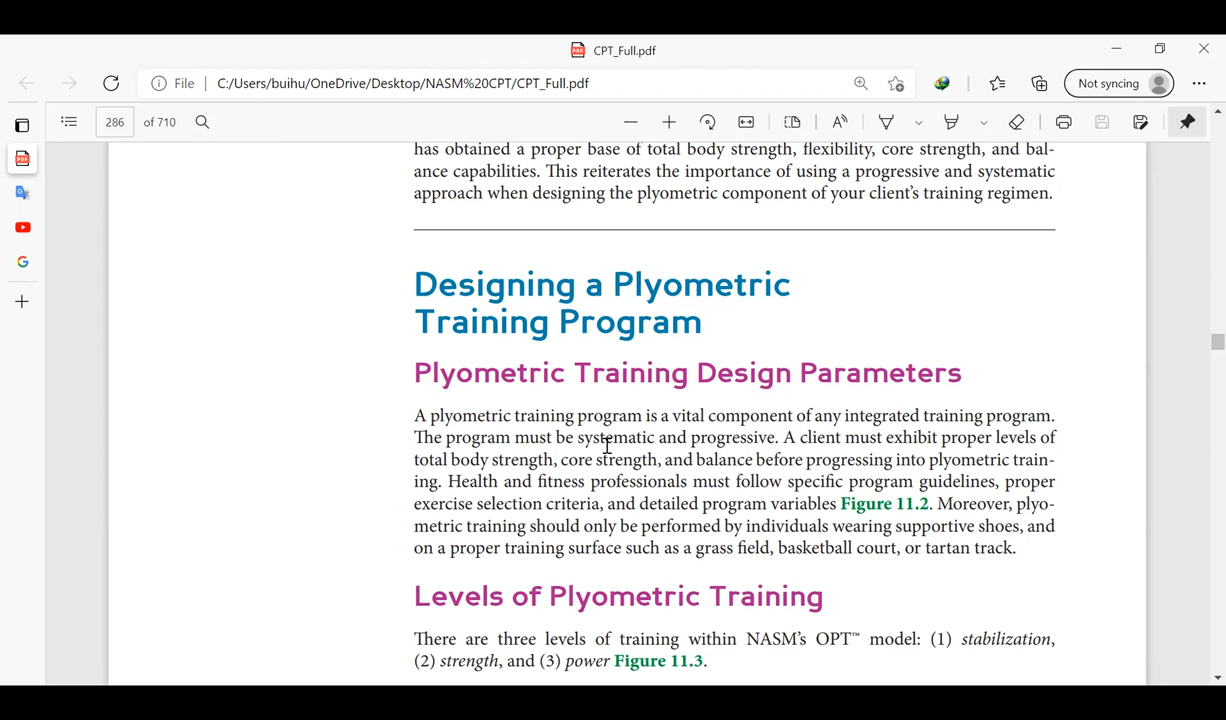 CPT_Full.pdf
File
C:/Users/buihu/OneDrive/Desktop/NASM%20CPT/CPT_Full.pdf
Not syncing
286 of 710
has obtained a proper base of total body strength, flexibility, core strength, and bal-
ance capabilities. This reiterates the importance of using a progressive and systematic
approach when designing the plyometric component of your client's training regimen.
Designing a Plyometric
Training Program
Plyometric Training Design Parameters
A plyometric training program is a vital component of any integrated training program.
The program must be systematic and progressive. A client must exhibit proper levels of
total body strength, core strength, and balance before progressing into plyometric train-
ing. Health and fitness professionals must follow specific program guidelines, proper
exercise selection criteria, and detailed program variables Figure 11.2. Moreover, plyo-
metric training should only be performed by individuals wearing supportive shoes, and
on a proper training surface such as a grass field, basketball court, or tartan track.
Levels of Plyometric Training
There are three levels of training within NASM's OPT™ model: (1) stabilization,
(2) strength, and (3) power Figure 11.3.